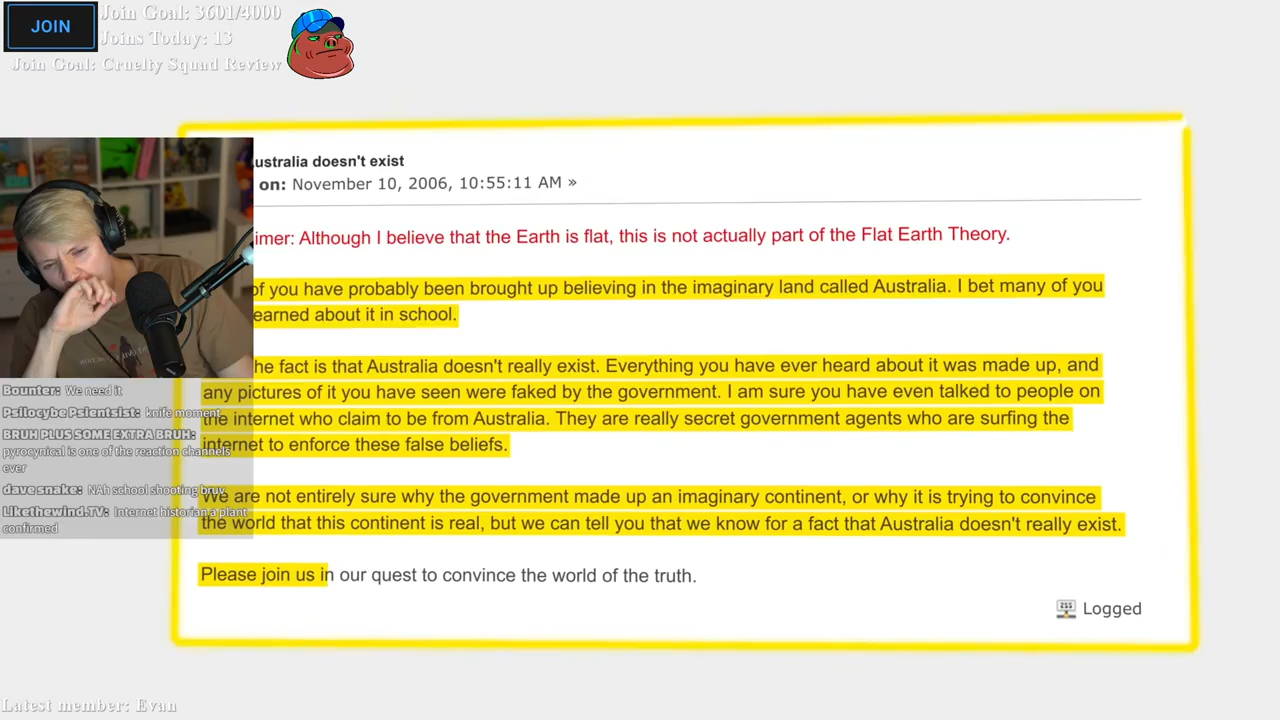 JOIN
Join Goal: 3601/4000
Joins Today: 13
Join Goal: Cruelty Squad Review
ustralia doesn't exist
on: November 10, 2006, 10:55:11 AM »
imer: Although I believe that the Earth is flat, this is not actually part of the Flat Earth Theory.
of you have probably been brought up believing in the imaginary land called Australia. I bet many of you
earned about it in school.
he fact is that Australia doesn't really exist. Everything you have ever heard about it was made up, and
any pictures of it you have seen were faked by the government. I am sure you have even talked to people on
the internet who claim to be from Australia. They are really secret government agents who are surfing the
internet to enforce these false beliefs.
We are not entirely sure why the government made up an imaginary continent, or why it is trying to convince
the world that this continent is real, but we can tell you that we know for a fact that Australia doesn't really exist.
Please join us in our quest to convince the world of the truth.
Logged
Bounter: We need it
Psilocybe Psientist: knife moment
BRUH PLUS SOME EXTRA BRUH:
pyrocynical is one of the reaction channels
ever
dave snake: NAh school shooting bruv
Likethewind.TV: Internet historian a plant
confirmed
Latest member: Evan